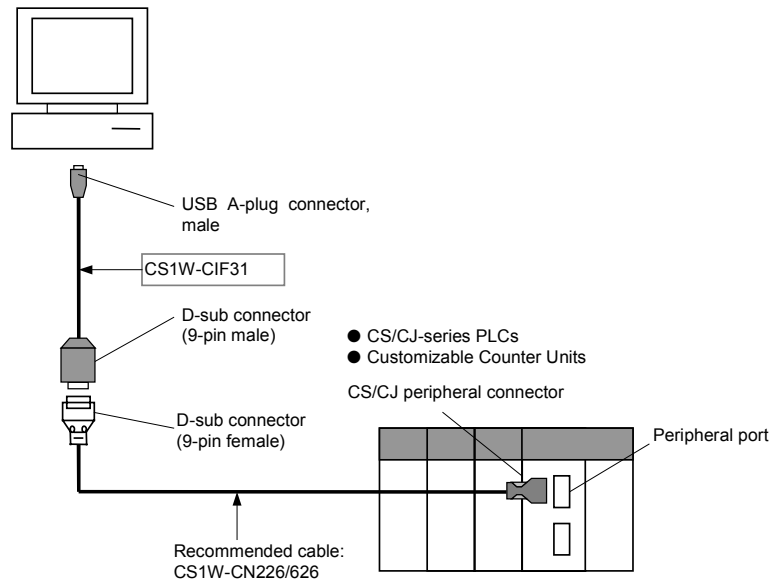 USB A-plug connector,
male
CS1W-CIF31
D-sub connector
(9-pin male)
● CS/CJ-series PLCs
● Customizable Counter Units
CS/CJ peripheral connector
D-sub connector
(9-pin female)
Peripheral port
Recommended cable:
CS1W-CN226/626